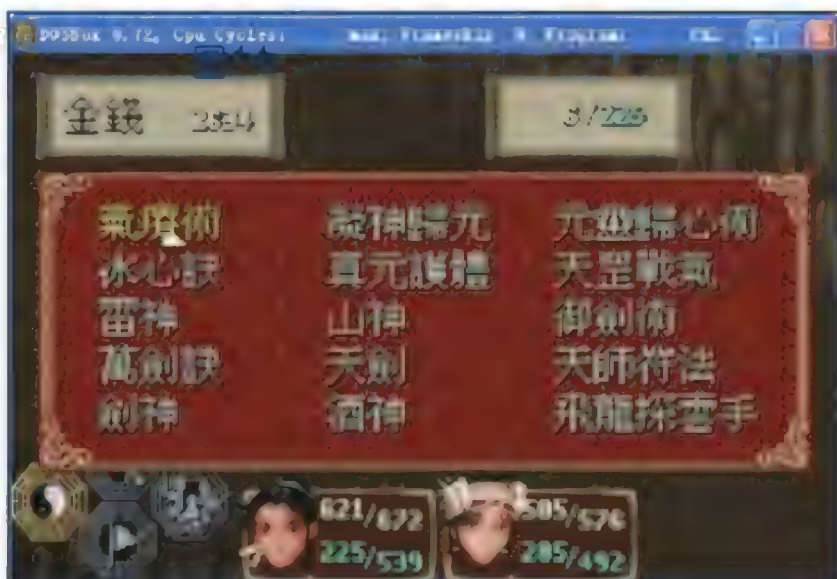 DOSBox 0.72, Cpu Cycles:
金錢
/228
氣療術 凝神歸元 元靈歸心術
冰心訣 真元護體 天罡戰氣
雷神 山神 御劍術
萬劍訣 天劍 天師符法
劍神 酒神 飛龍探雲手
621/672 505/576
225/539 285/492